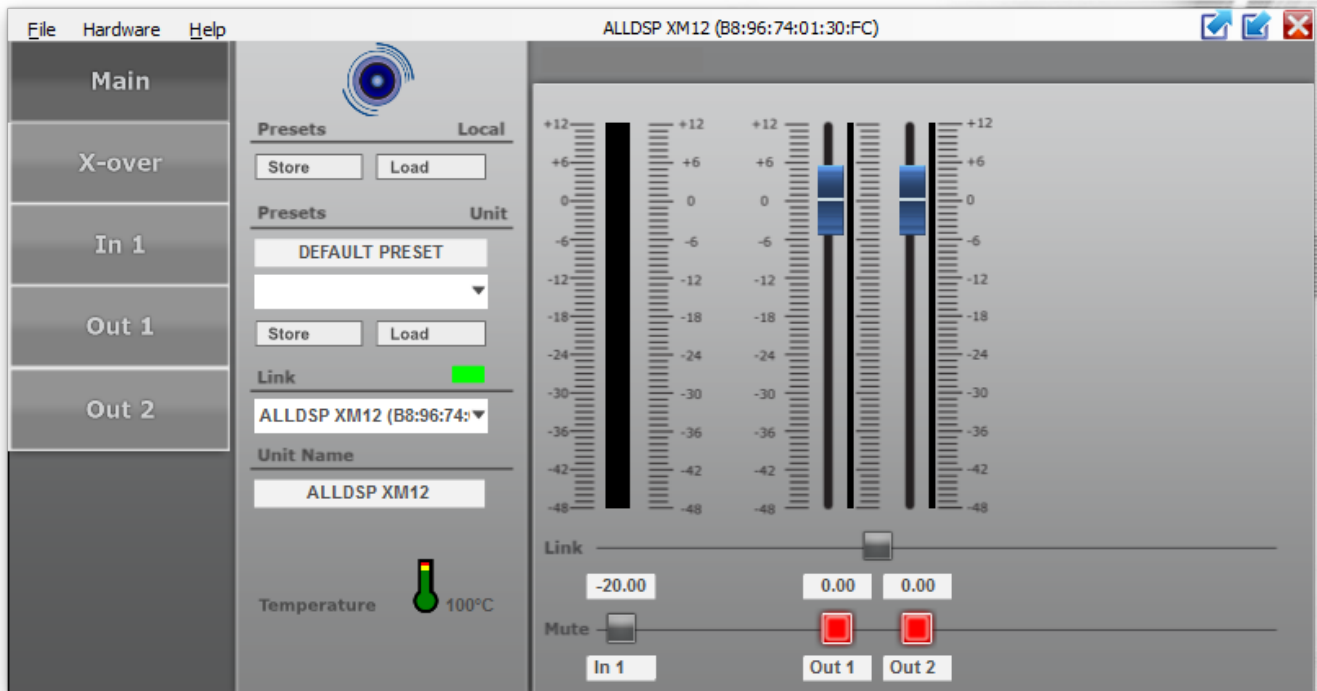 File Hardware Help
ALLDSP XM12 (B8:96:74:01:30:FC)
Main
X-over
In 1
Out 1
Out 2
Presets Local
Store Load
Presets Unit
DEFAULT PRESET
Store Load
Link
ALLDSP XM12 (B8:96:74:
Unit Name
ALLDSP XM12
Temperature 100°C
+12 +12 +12 +12
+6 +6 +6 +6
0 0 0 0
-6 -6 -6 -6
-12 -12 -12 -12
-18 -18 -18 -18
-24 -24 -24 -24
-30 -30 -30 -30
-36 -36 -36 -36
-42 -42 -42 -42
-48 -48 -48 -48
Link
-20.00 0.00 0.00
Mute
In 1 Out 1 Out 2